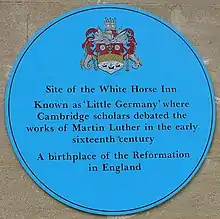 Site of the White Horse Inn
Known as 'Little Germany' where
Cambridge scholars debated the
works of Martin Luther in the early
sixteenth century
A birthplace of the Reformation
in England